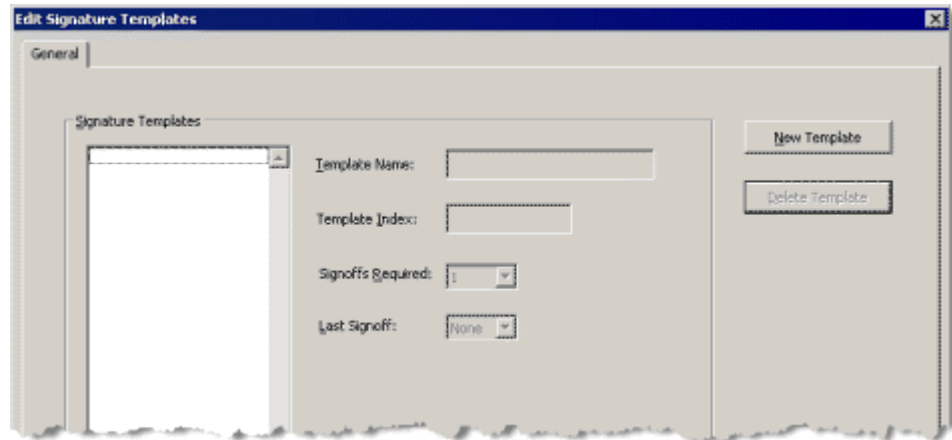 Edit Signature Templates
General
Signature Templates
New Template
Template Name:
Delete Template
Template Index:
Signoffs Required: 1
Last Signoff: None